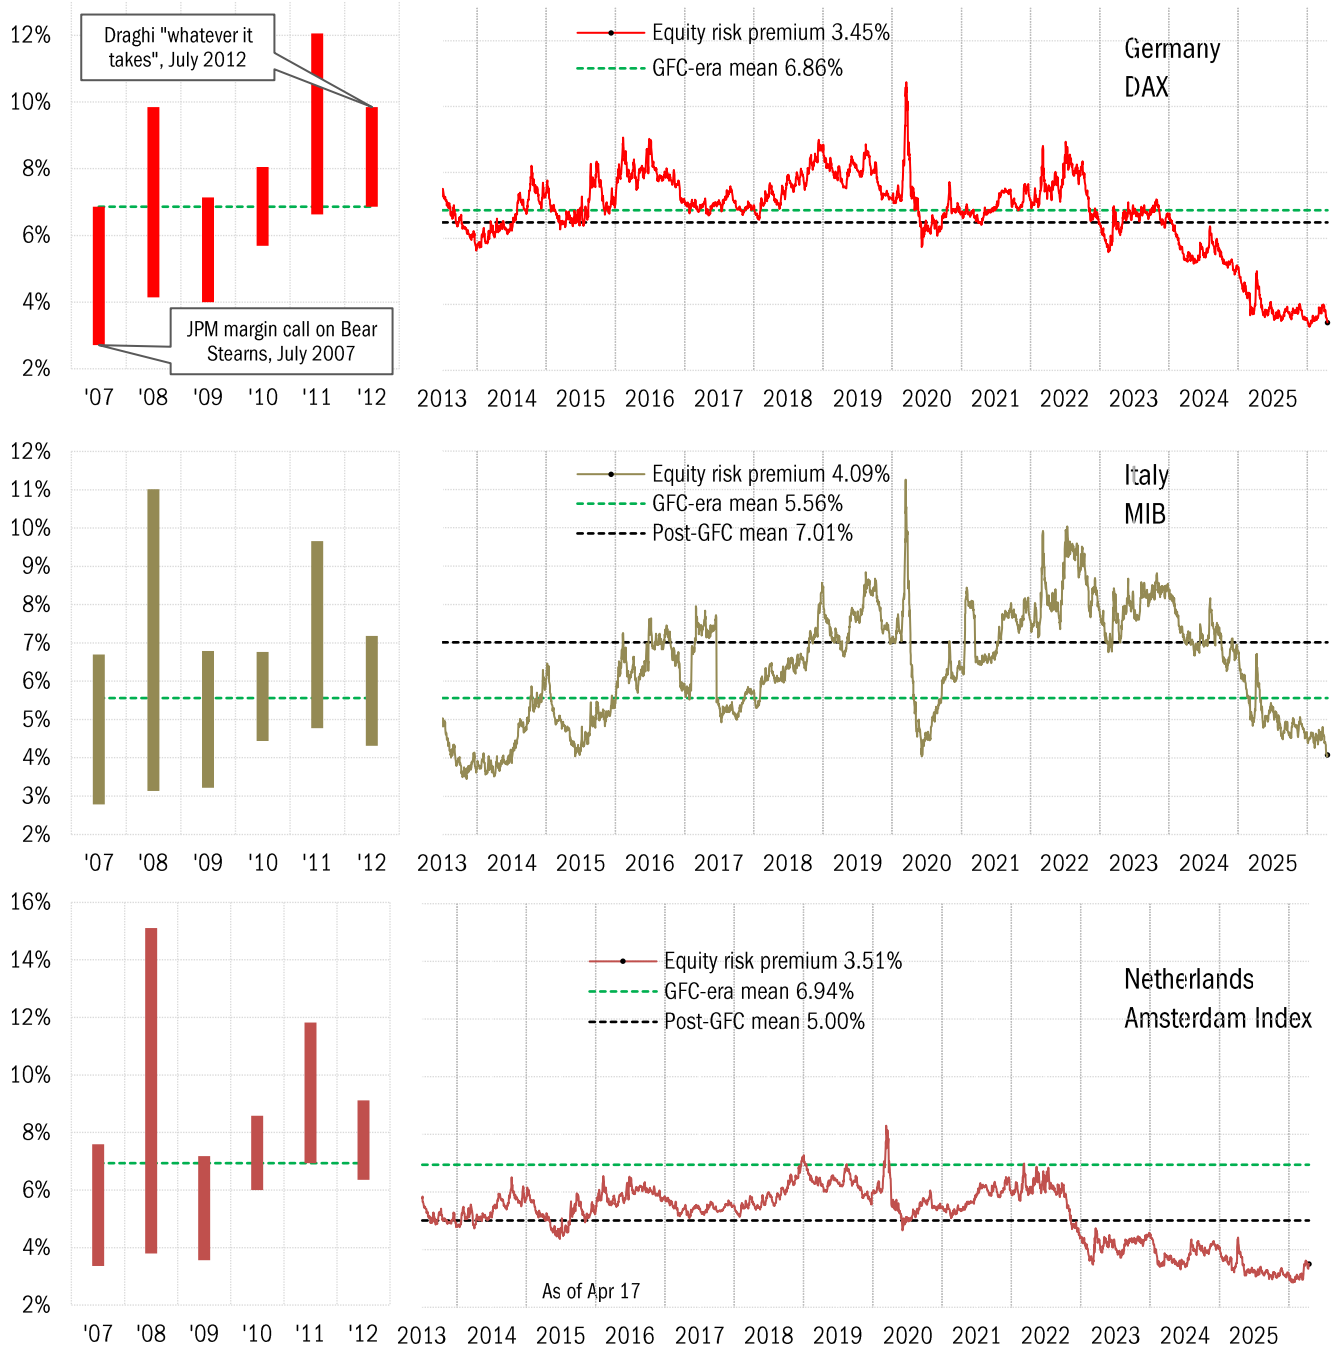 12%
10%
8%
6%
4%
2%
Draghi "whatever it
takes", July 2012
JPM margin call on Bear
Stearns, July 2007
'07 '08 '09 '10 '11 '12
Equity risk premium 3.45%
GFC-era mean 6.86%
Germany
DAX
2013 2014 2015 2016 2017 2018 2019 2020 2021 2022 2023 2024 2025
12%
11%
10%
9%
8%
7%
6%
5%
4%
3%
2%
'07 '08 '09 '10 '11 '12
Equity risk premium 4.09%
GFC-era mean 5.56%
Post-GFC mean 7.01%
Italy
MIB
2013 2014 2015 2016 2017 2018 2019 2020 2021 2022 2023 2024 2025
16%
14%
12%
10%
8%
6%
4%
2%
'07 '08 '09 '10 '11 '12
Equity risk premium 3.51%
GFC-era mean 6.94%
Post-GFC mean 5.00%
Netherlands
Amsterdam Index
As of Apr 17
2013 2014 2015 2016 2017 2018 2019 2020 2021 2022 2023 2024 2025